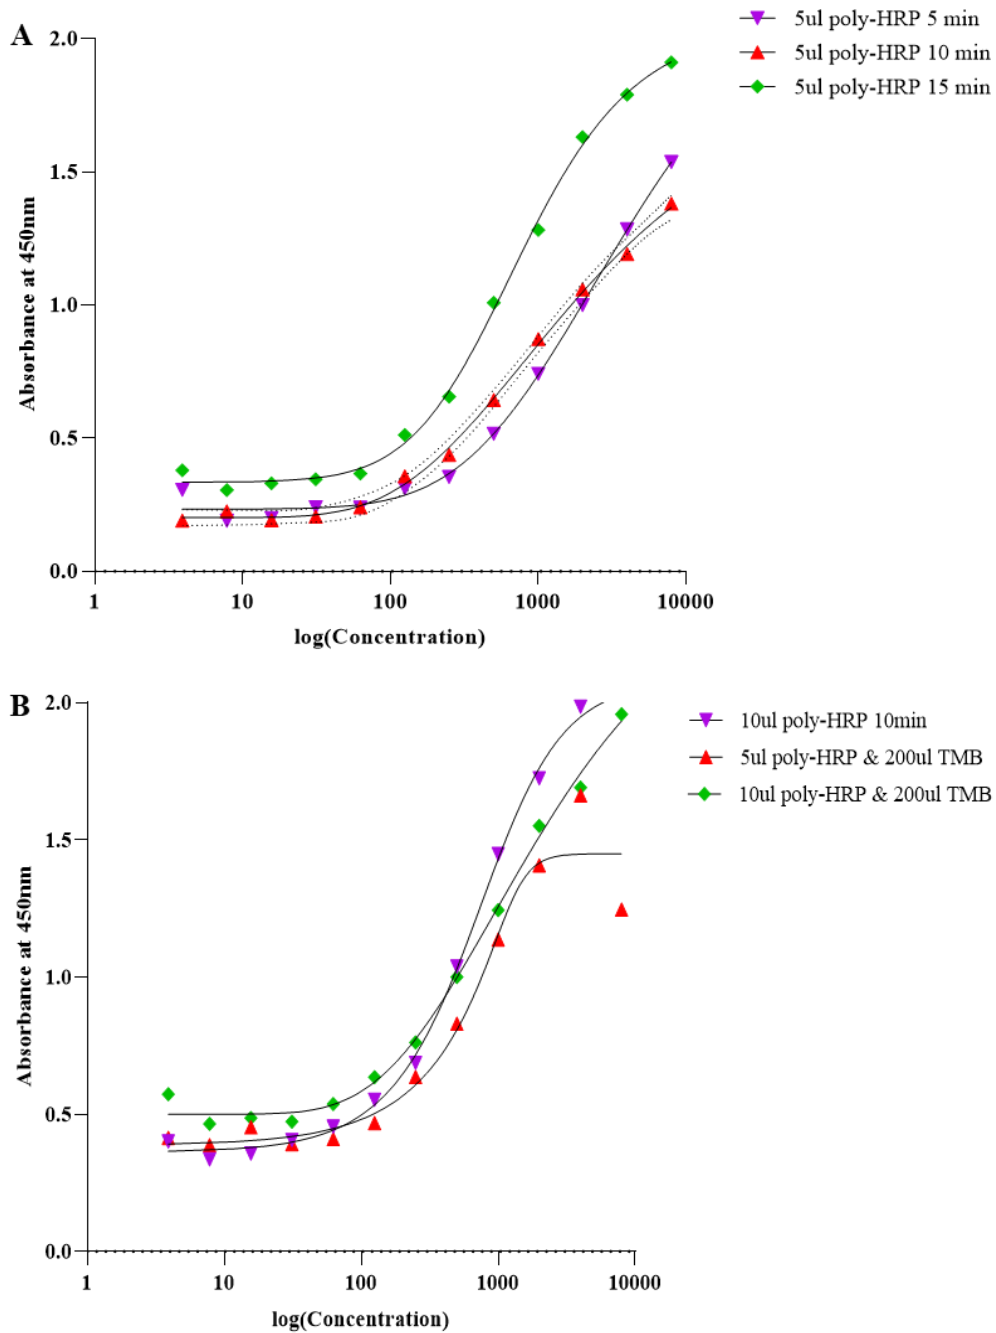 A
5ul poly-HRP 5 min
5ul poly-HRP 10 min
5ul poly-HRP 15 min
2.0
1.5
1.0
0.5
0.0
Absorbance at 450nm
1 10 100 1000 10000
log(Concentration)
B
10ul poly-HRP 10min
5ul poly-HRP & 200ul TMB
10ul poly-HRP & 200ul TMB
2.0
1.5
1.0
0.5
0.0
Absorbance at 450nm
1 10 100 1000 10000
log(Concentration)